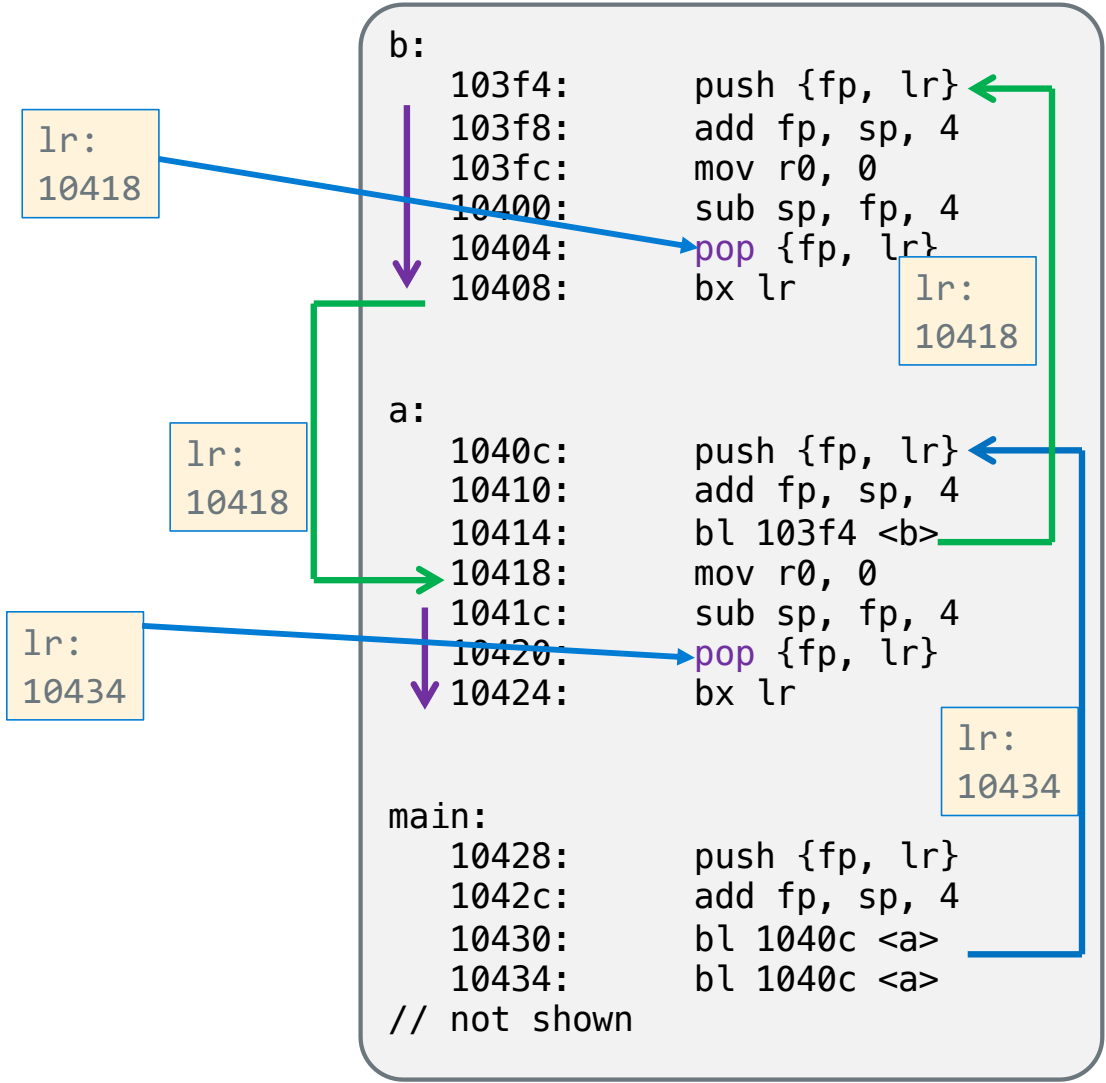 b:
103f4: push {fp, lr}
103f8: add fp, sp, 4
103fc: mov r0, 0
10400: sub sp, fp, 4
10404: pop {fp, lr}
10408: bx lr
lr:
10418
lr:
10418
a:
1040c: push {fp, lr}
10410: add fp, sp, 4
10414: bl 103f4 <b>
10418: mov r0, 0
1041c: sub sp, fp, 4
10420: pop {fp, lr}
10424: bx lr
lr:
10418
lr:
10434
lr:
10434
main:
10428: push {fp, lr}
1042c: add fp, sp, 4
10430: bl 1040c <a>
10434: bl 1040c <a>
// not shown